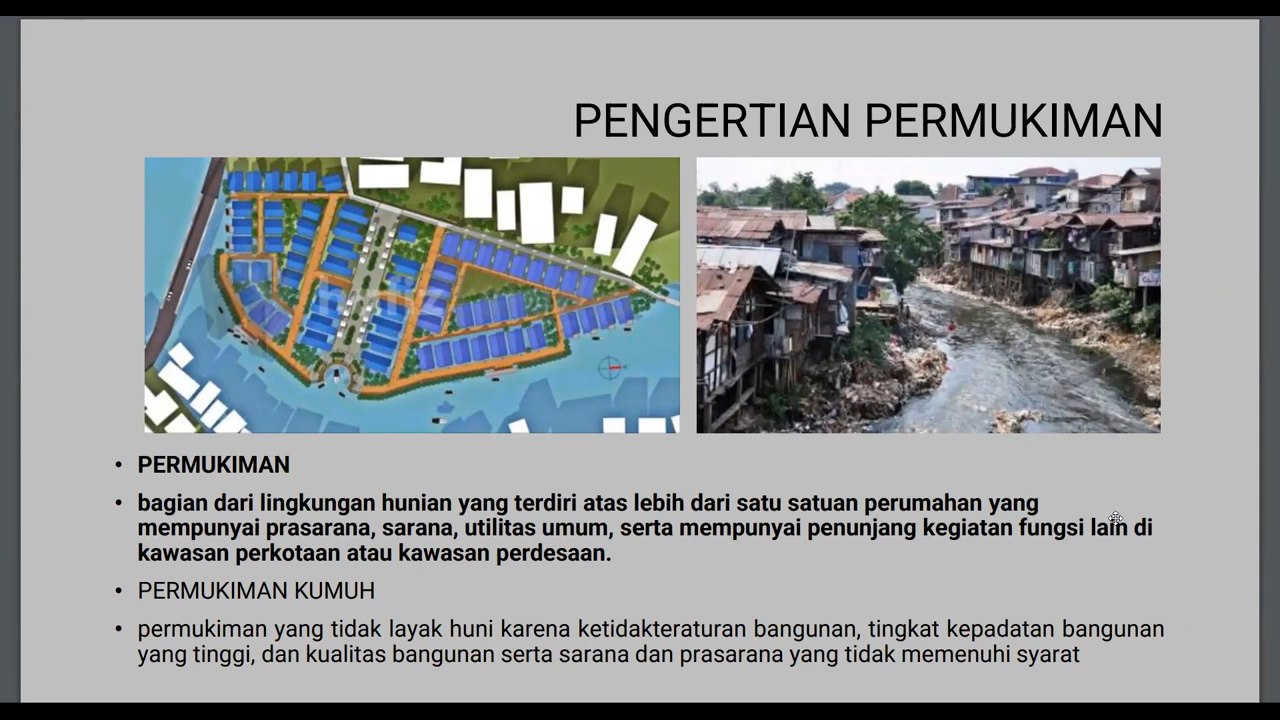 PENGERTIAN PERMUKIMAN
• PERMUKIMAN
• bagian dari lingkungan hunian yang terdiri atas lebih dari satu satuan perumahan yang
mempunyai prasarana, sarana, utilitas umum, serta mempunyai penunjang kegiatan fungsi lain di
kawasan perkotaan atau kawasan perdesaan.
• PERMUKIMAN KUMUH
• permukiman yang tidak layak huni karena ketidakteraturan bangunan, tingkat kepadatan bangunan
yang tinggi, dan kualitas bangunan serta sarana dan prasarana yang tidak memenuhi syarat